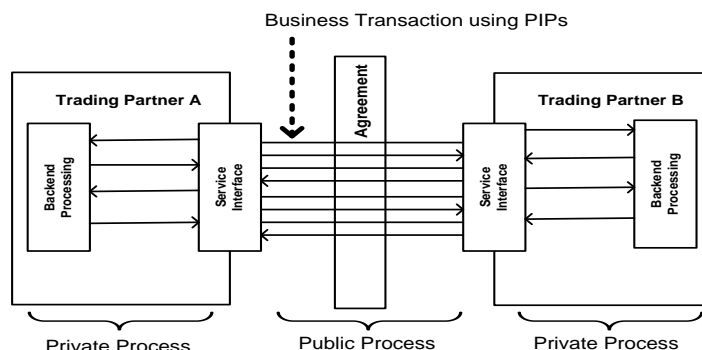 Business Transaction using PIPs
Trading Partner A
Agreement
Trading Partner B
Backend
Processing
Service
Interface
Service
Interface
Backend
Processing
Private Process
Public Process
Private Process